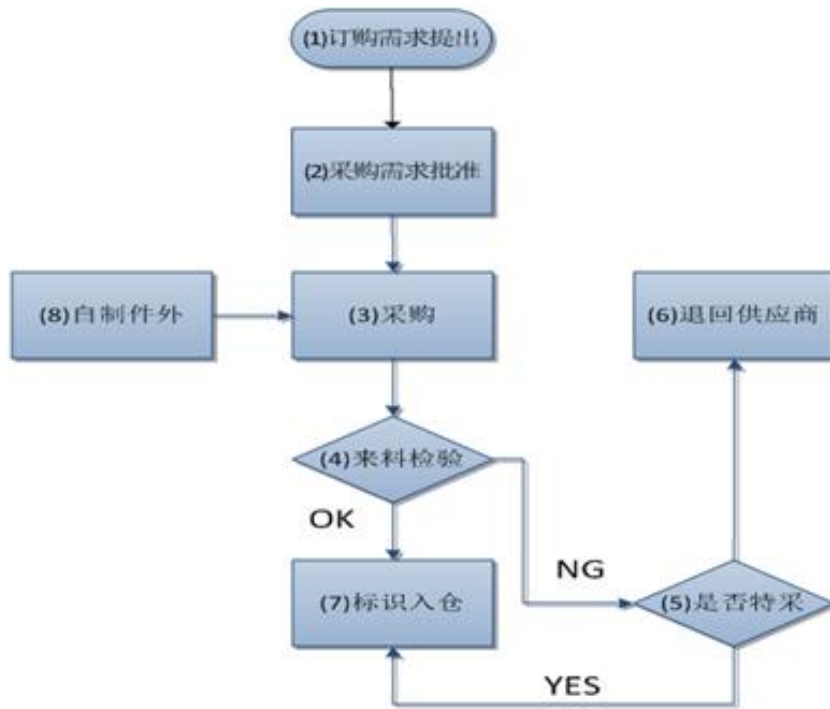 (1)订购需求提出
(2)采购需求批准
(8)自制件外
(3)采购
(6)退回供应商
(4)来料检验
OK
NG
(7)标识入仓
(5)是否特采
YES